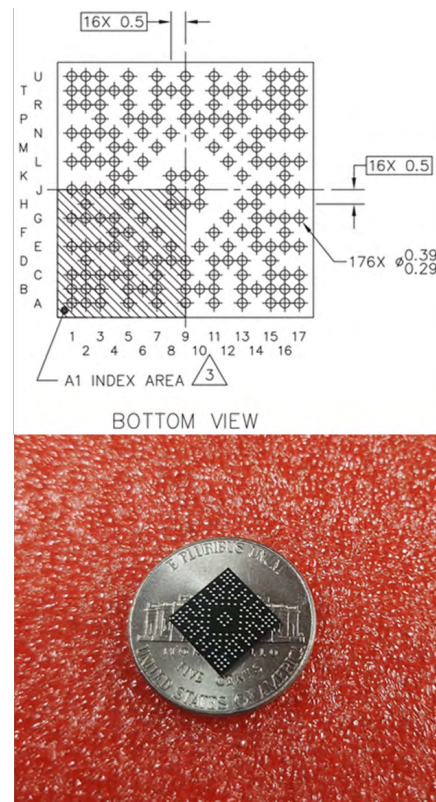 16X 0.5
U
T
R
P
N
M
L
K
J
H
G
F
E
D
C
B
A
16X 0.5
176X ⌀0.39
0.29
1 3 5 7 9 11 13 15 17
2 4 6 8 10 12 14 16
A1 INDEX AREA 3
BOTTOM VIEW
E PLURIBUS UNUM
FIVE CENTS
UNITED STATES OF AMERICA